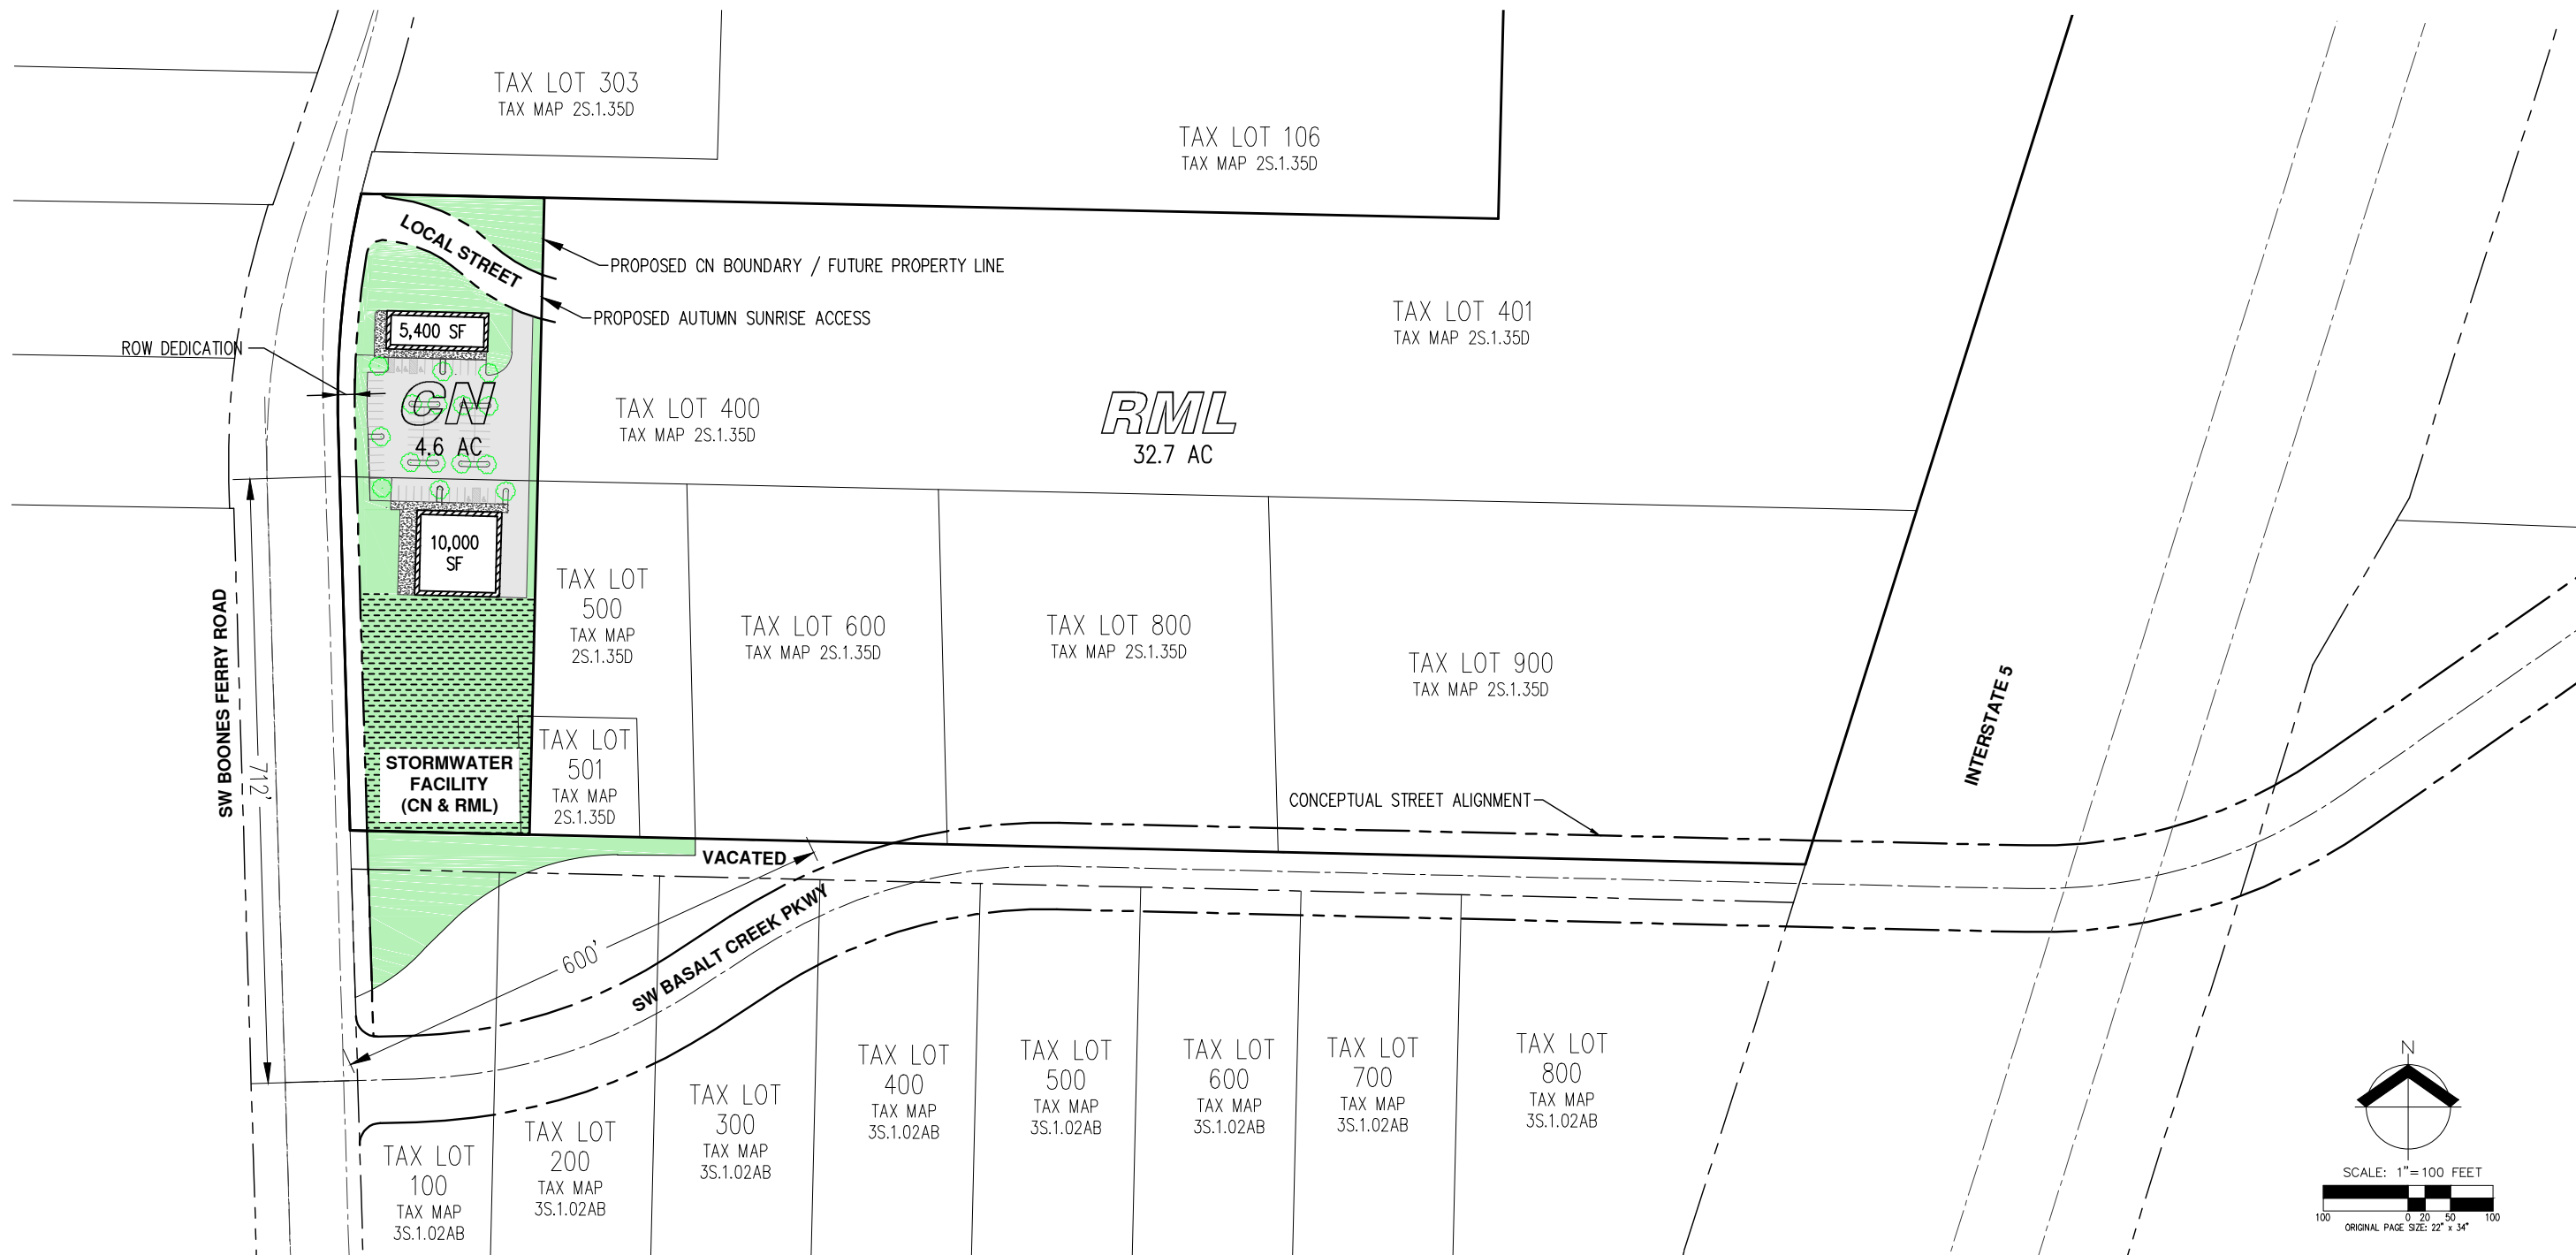 TAX LOT 303
TAX MAP 2S.1.35D
TAX LOT 106
TAX MAP 2S.1.35D
LOCAL STREET
PROPOSED CN BOUNDARY / FUTURE PROPERTY LINE
PROPOSED AUTUMN SUNRISE ACCESS
TAX LOT 401
TAX MAP 2S.1.35D
5,400 SF
ROW DEDICATION
CN
4.6 AC
TAX LOT 400
TAX MAP 2S.1.35D
RML
32.7 AC
10,000
SF
TAX LOT
500
TAX MAP
2S.1.35D
TAX LOT 600
TAX MAP 2S.1.35D
TAX LOT 800
TAX MAP 2S.1.35D
TAX LOT 900
TAX MAP 2S.1.35D
SW BOONES FERRY ROAD
712'
INTERSTATE 5
STORMWATER
FACILITY
(CN & RML)
TAX LOT
501
TAX MAP
2S.1.35D
CONCEPTUAL STREET ALIGNMENT
VACATED
600'
SW BASALT CREEK PKWY
TAX LOT
100
TAX MAP
3S.1.02AB
TAX LOT
200
TAX MAP
3S.1.02AB
TAX LOT
300
TAX MAP
3S.1.02AB
TAX LOT
400
TAX MAP
3S.1.02AB
TAX LOT
500
TAX MAP
3S.1.02AB
TAX LOT
600
TAX MAP
3S.1.02AB
TAX LOT
700
TAX MAP
3S.1.02AB
TAX LOT
800
TAX MAP
3S.1.02AB
N
SCALE: 1"=100 FEET
100 0 20 50 100
ORIGINAL PAGE SIZE: 22" x 34"